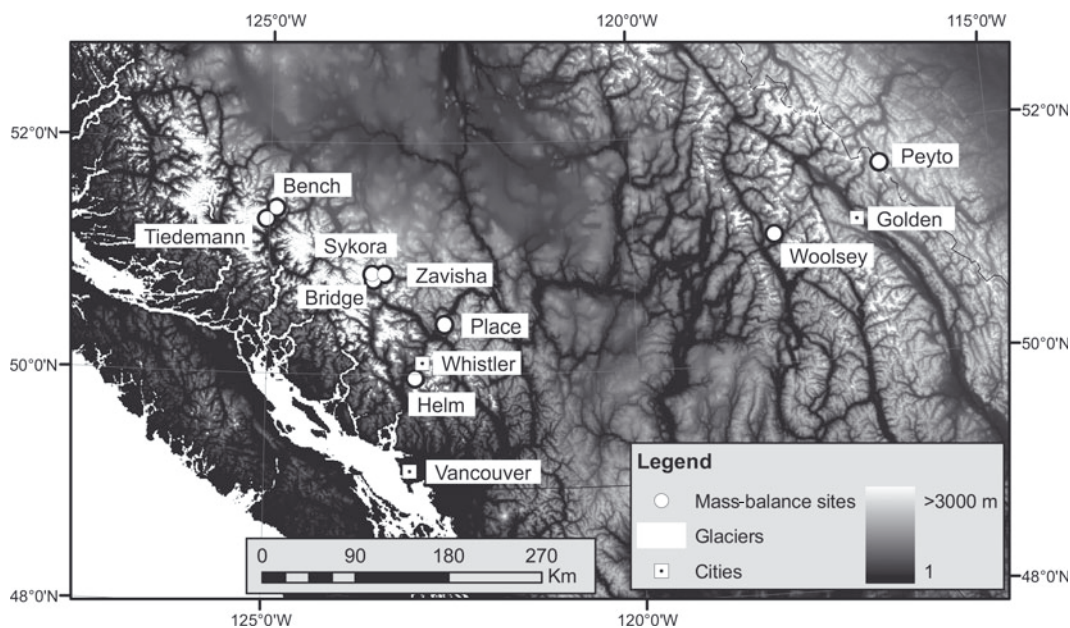 125°0'W 120°0'W 115°0'W
52°0'N 52°0'N
Peyto
Bench
Tiedemann
Golden
Sykora
Woolsey
Zavisha
Bridge
Place
50°0'N 50°0'N
Whistler
Helm
Legend
Vancouver
Mass-balance sites >3000 m
Glaciers
0 90 180 270
Km
Cities 1
48°0'N 48°0'N
125°0'W 120°0'W